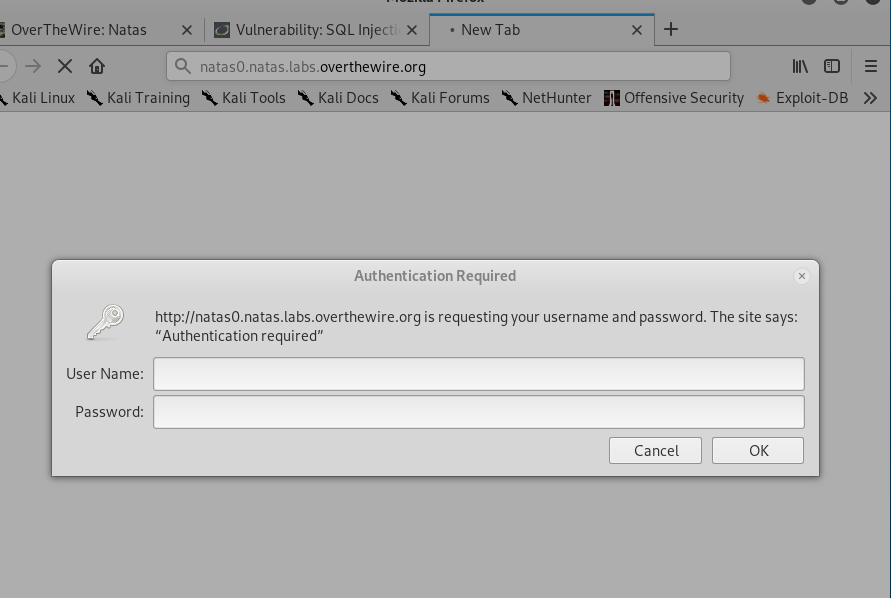 Mozilla Firefox
OverTheWire: Natas
Vulnerability: SQL Injecti
• New Tab
natas0.natas.labs.overthewire.org
Kali Linux Kali Training Kali Tools Kali Docs Kali Forums NetHunter Offensive Security Exploit-DB
Authentication Required
http://natas0.natas.labs.overthewire.org is requesting your username and password. The site says:
“Authentication required”
User Name:
Password:
Cancel OK